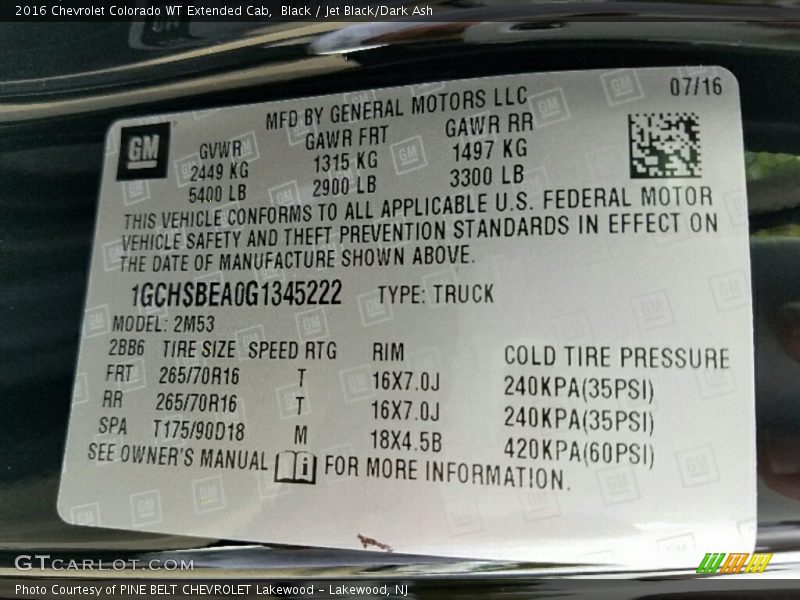 2016 Chevrolet Colorado WT Extended Cab, Black / Jet Black/Dark Ash
07/16
MFD BY GENERAL MOTORS LLC
GM
GVWR GAWR FRT GAWR RR
2449 KG 1315 KG 1497 KG
5400 LB 2900 LB 3300 LB
THIS VEHICLE CONFORMS TO ALL APPLICABLE U.S. FEDERAL MOTOR
VEHICLE SAFETY AND THEFT PREVENTION STANDARDS IN EFFECT ON
THE DATE OF MANUFACTURE SHOWN ABOVE.
1GCHSBEA0G1345222 TYPE: TRUCK
MODEL: 2M53
2BB6 TIRE SIZE SPEED RTG RIM COLD TIRE PRESSURE
FRT 265/70R16 T 16X7.0J 240KPA(35PSI)
RR 265/70R16 T 16X7.0J 240KPA(35PSI)
SPA T175/90D18 M 18X4.5B 420KPA(60PSI)
SEE OWNER'S MANUAL i FOR MORE INFORMATION.
GTCARLOT.COM
Photo Courtesy of PINE BELT CHEVROLET Lakewood - Lakewood, NJ